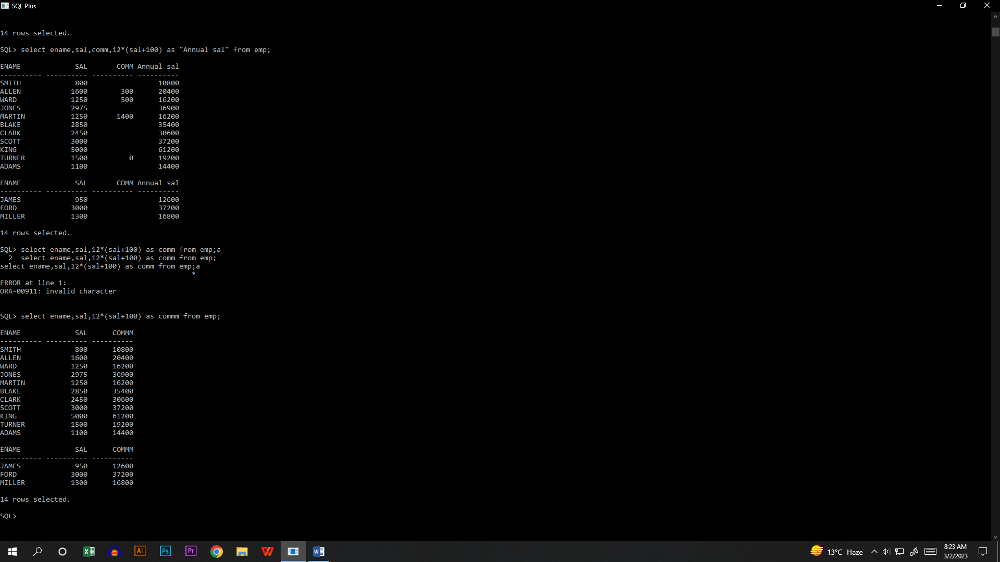 SQL Plus
14 rows selected.
SQL> select ename,sal,comm,12*(sal+100) as "Annual sal" from emp;
ENAME             SAL       COMM Annual sal
---------- ---------- ---------- ----------
SMITH             800                 10800
ALLEN            1600        300      20400
WARD             1250        500      16200
JONES            2975                 36900
MARTIN           1250       1400      16200
BLAKE            2850                 35400
CLARK            2450                 30600
SCOTT            3000                 37200
KING             5000                 61200
TURNER           1500          0      19200
ADAMS            1100                 14400
ENAME             SAL       COMM Annual sal
---------- ---------- ---------- ----------
JAMES             950                 12600
FORD             3000                 37200
MILLER           1300                 16800
14 rows selected.
SQL> select ename,sal,12*(sal+100) as comm from emp;a
  2  select ename,sal,12*(sal+100) as comm from emp;
select ename,sal,12*(sal+100) as comm from emp;a
                                              *
ERROR at line 1:
ORA-00911: invalid character
SQL> select ename,sal,12*(sal+100) as commm from emp;
ENAME             SAL      COMMM
---------- ---------- ----------
SMITH             800      10800
ALLEN            1600      20400
WARD             1250      16200
JONES            2975      36900
MARTIN           1250      16200
BLAKE            2850      35400
CLARK            2450      30600
SCOTT            3000      37200
KING             5000      61200
TURNER           1500      19200
ADAMS            1100      14400
ENAME             SAL      COMMM
---------- ---------- ----------
JAMES             950      12600
FORD             3000      37200
MILLER           1300      16800
14 rows selected.
SQL>
Ai Ps Pr
13°C Haze
8:23 AM
3/2/2023